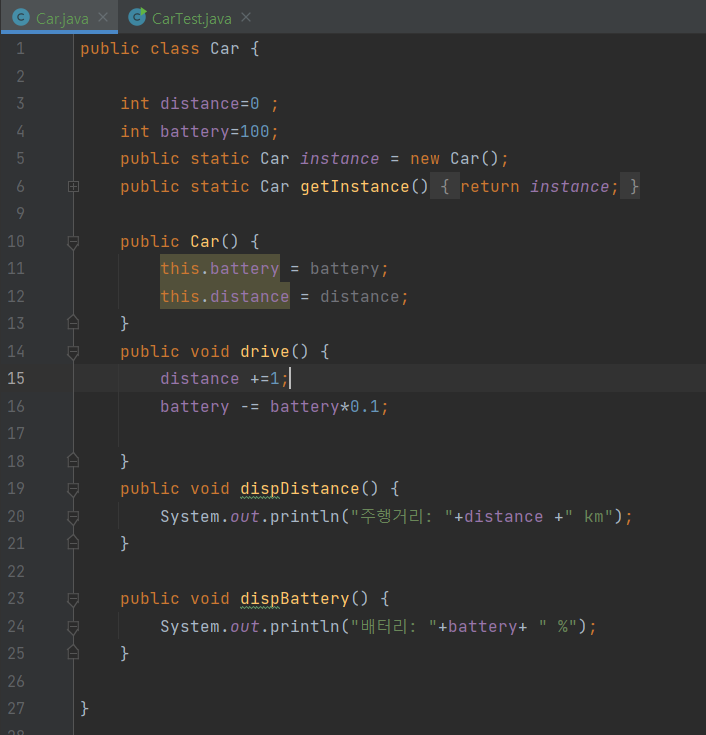 Car.java CarTest.java
1 public class Car {
2
3 int distance=0 ;
4 int battery=100;
5 public static Car instance = new Car();
6 public static Car getInstance() { return instance; }
9
10 public Car() {
11 this.battery = battery;
12 this.distance = distance;
13 }
14 public void drive() {
15 distance +=1;
16 battery -= battery*0.1;
17
18 }
19 public void dispDistance() {
20 System.out.println("주행거리: "+distance +" km");
21 }
22
23 public void dispBattery() {
24 System.out.println("배터리: "+battery+ " %");
25 }
26
27 }
28